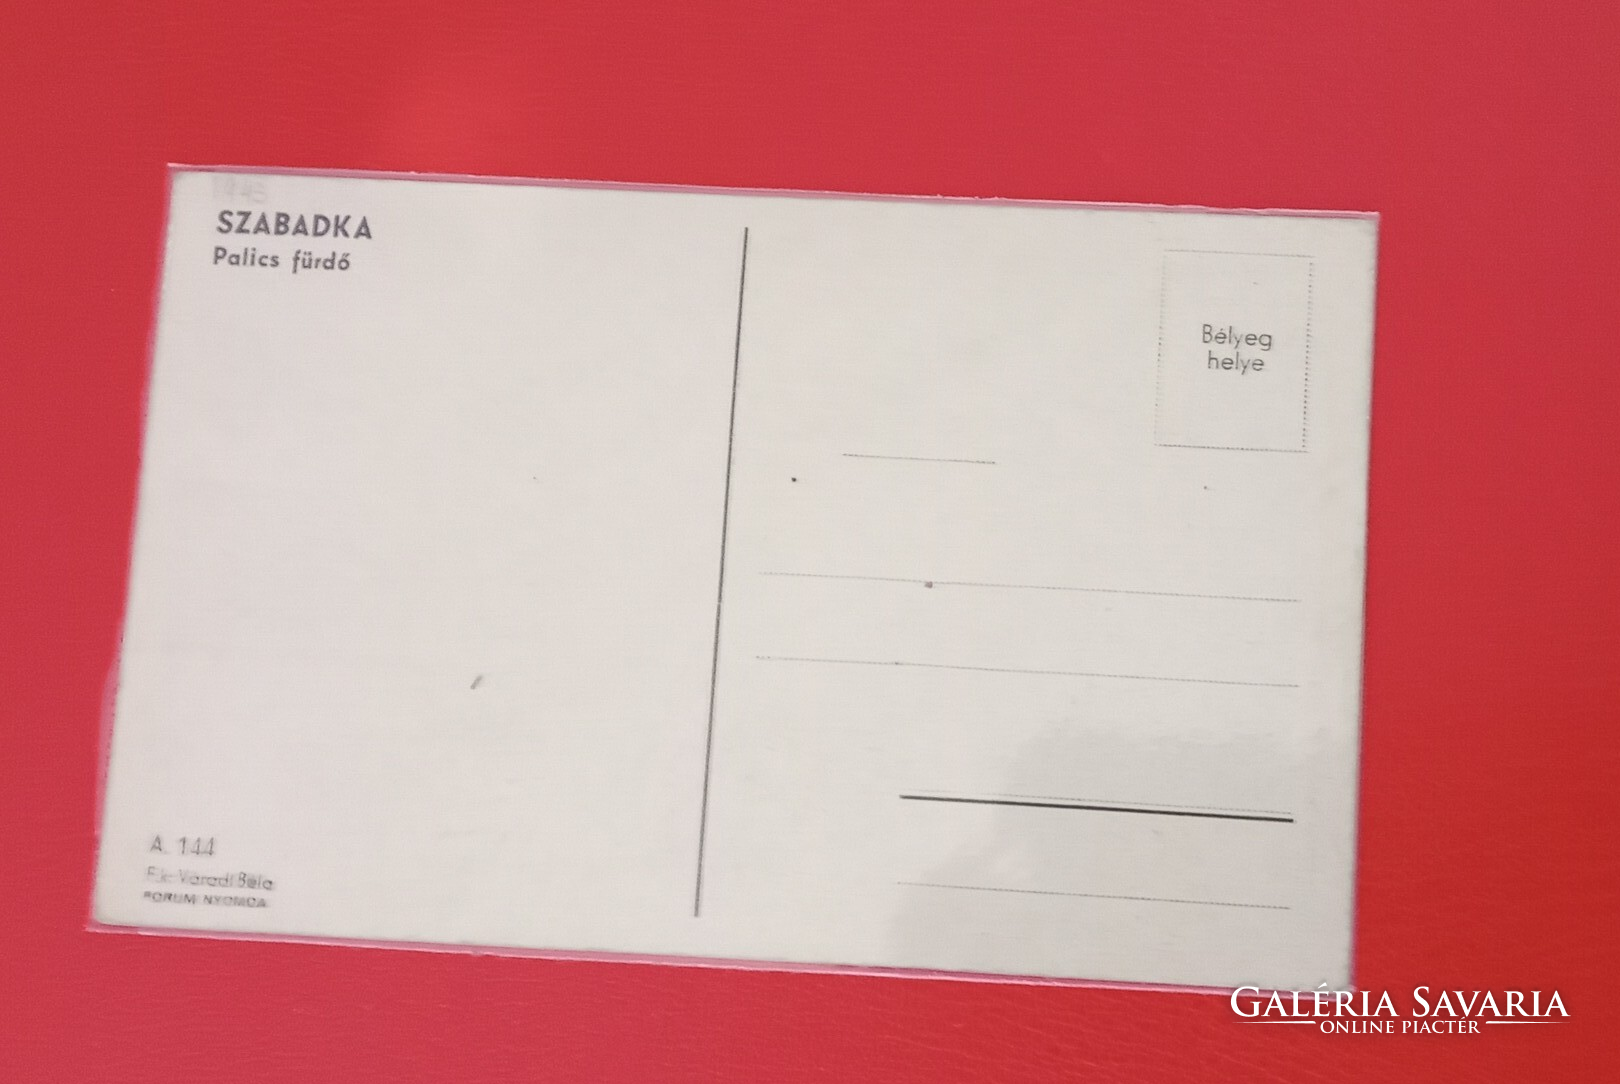 SZABADKA
Palics fürdő
Bélyeg
helye
A. 144
F.k. Váradi Béla
FORUM NYOMDA
GALÉRIA SAVARIA
ONLINE PIACTÉR